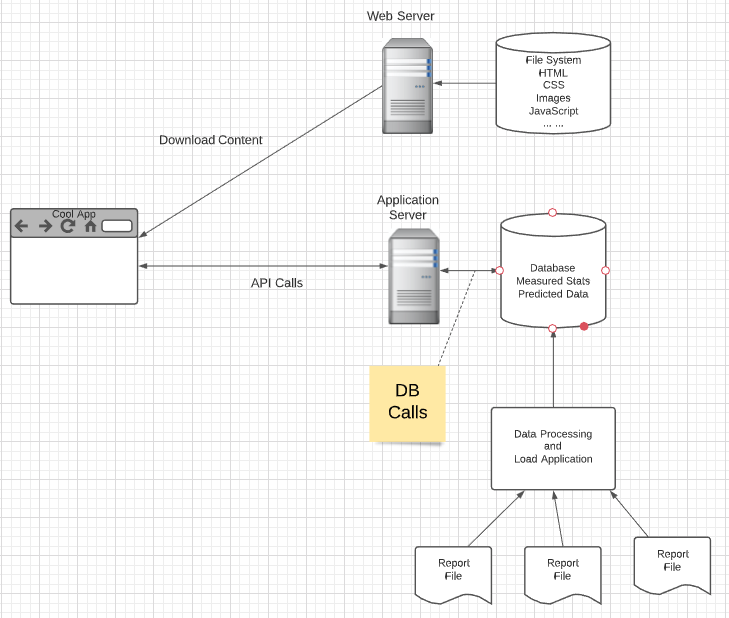 Web Server
File System
HTML
CSS
Images
JavaScript
... ...
Download Content
Cool App
Application
Server
API Calls
Database
Measured Stats
Predicted Data
DB
Calls
Data Processing
and
Load Application
Report
File
Report
File
Report
File